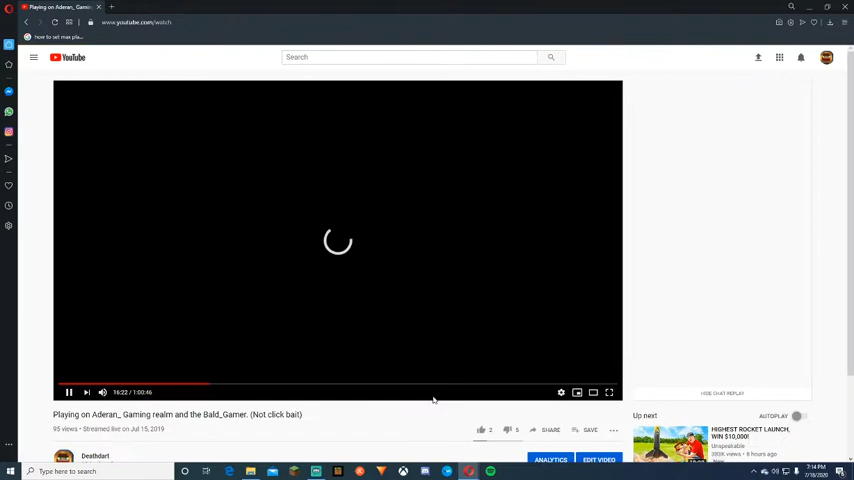 Playing on Aderan_ Gaming
www.youtube.com/watch
how to set max pla...
YouTube
Search
16:22 / 1:00:46
HIDE CHAT REPLAY
Playing on Aderan_ Gaming realm and the Bald_Gamer. (Not click bait)
95 views • Streamed live on Jul 15, 2019
2
5
SHARE
SAVE
Up next
AUTOPLAY
HIGHEST ROCKET LAUNCH, WIN $10,000!
Unspeakable
393K views • 8 hours ago
Deathdart
ANALYTICS
EDIT VIDEO
Type here to search
7:14 PM
7/18/2020